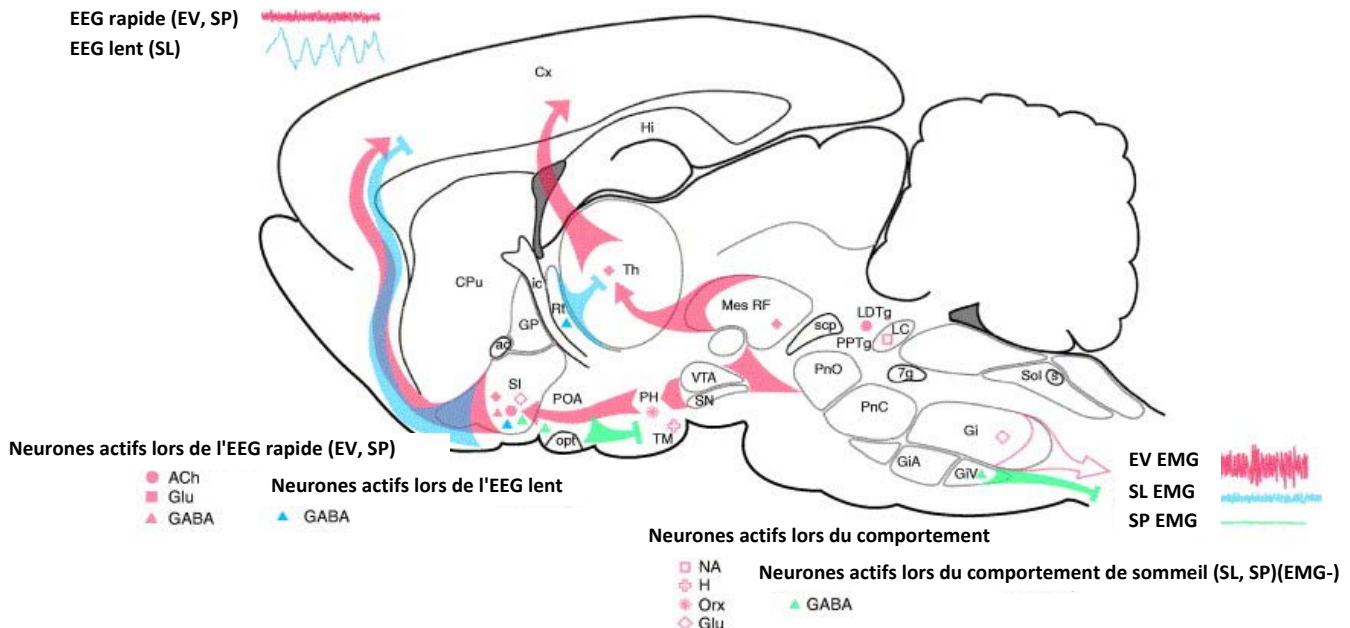 EEG rapide (EV, SP)
EEG lent (SL)
Cx
Hi
CPu
ic
Rt
Th
GP
ac
Mes RF
scp
LDTg
LC
PPTg
7g
Sol
s
SI
POA
PH
VTA
SN
PnO
PnC
Gi
opt
TM
GiA
GiV
Neurones actifs lors de l'EEG rapide (EV, SP)
ACh
Glu
GABA
Neurones actifs lors de l'EEG lent
GABA
EV EMG
SL EMG
SP EMG
Neurones actifs lors du comportement
NA
H
Orx
Glu
Neurones actifs lors du comportement de sommeil (SL, SP)(EMG-)
GABA